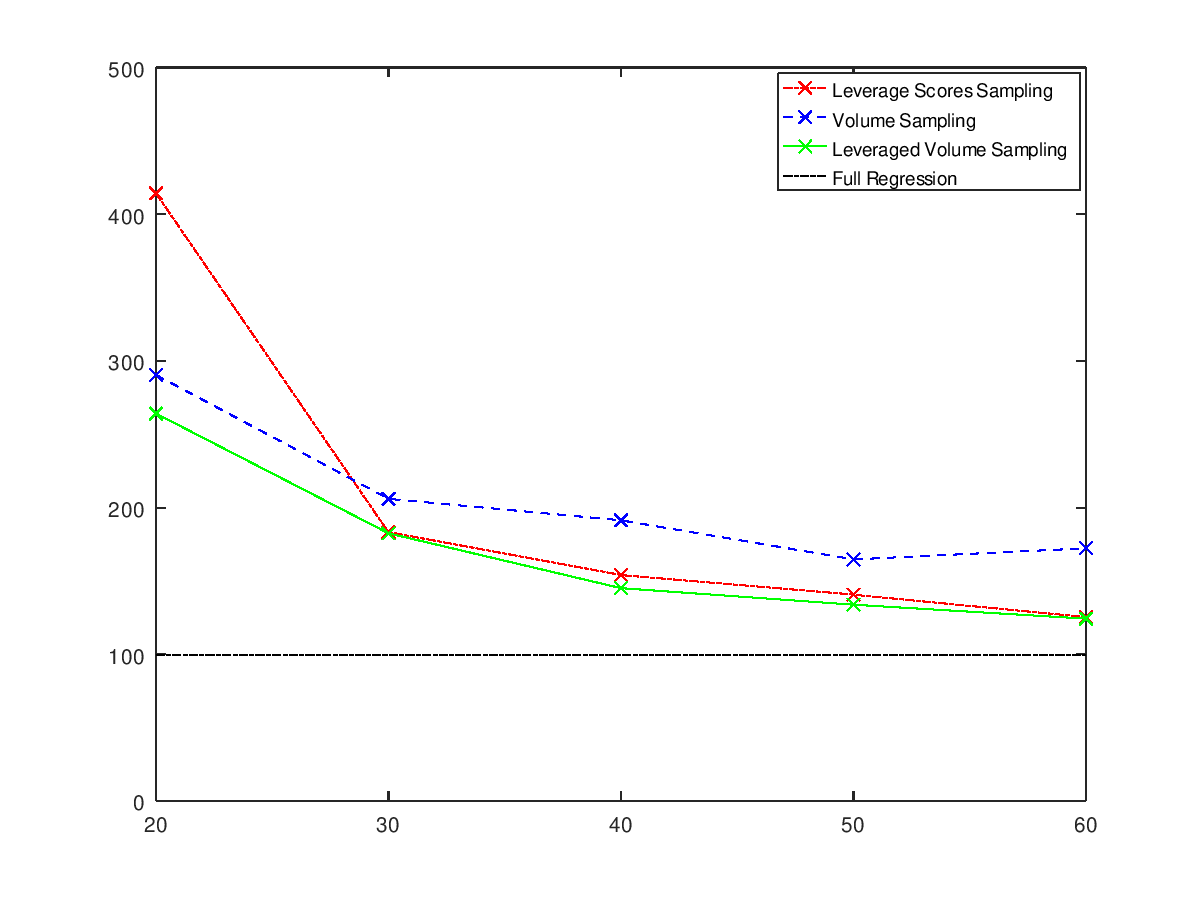 500
400
300
200
100
0
20 30 40 50 60
Leverage Scores Sampling
Volume Sampling
Leveraged Volume Sampling
Full Regression